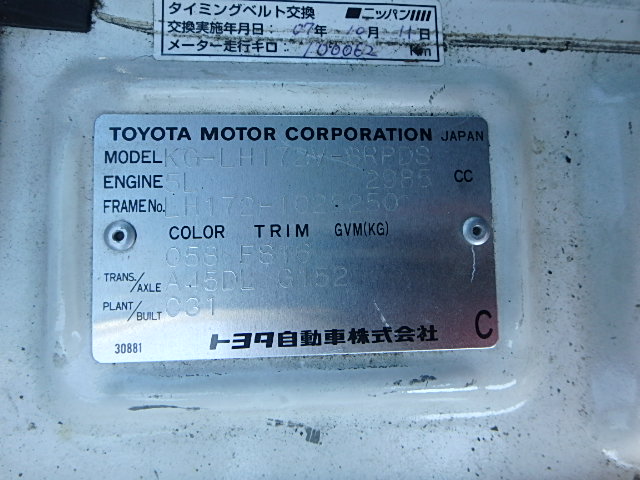 タイミングベルト交換 ニッパン
交換実施年月日: 07年 10月 11日
メーター走行キロ: 100062 Km
TOYOTA MOTOR CORPORATION JAPAN
MODEL KG-LH172V-SRPDS
ENGINE 5L 2985 CC
FRAME No.
COLOR TRIM GVM(KG)
058
TRANS./AXLE G152
PLANT/BUILT C31
30881 トヨタ自動車株式会社 C